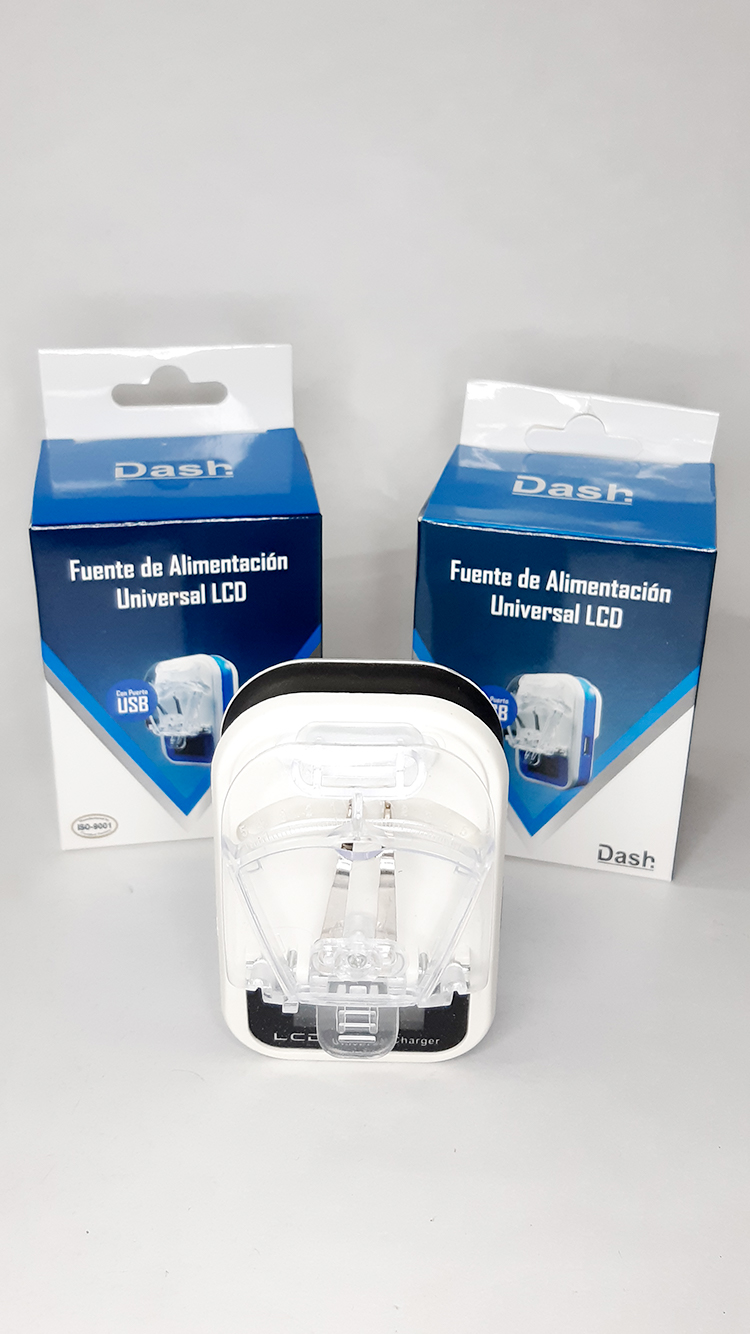 Dash
Fuente de Alimentación
Universal LCD
Con Puerto
USB
ISO-9001
Dash
Fuente de Alimentación
Universal LCD
Puerto
Dash
LCD
Charger